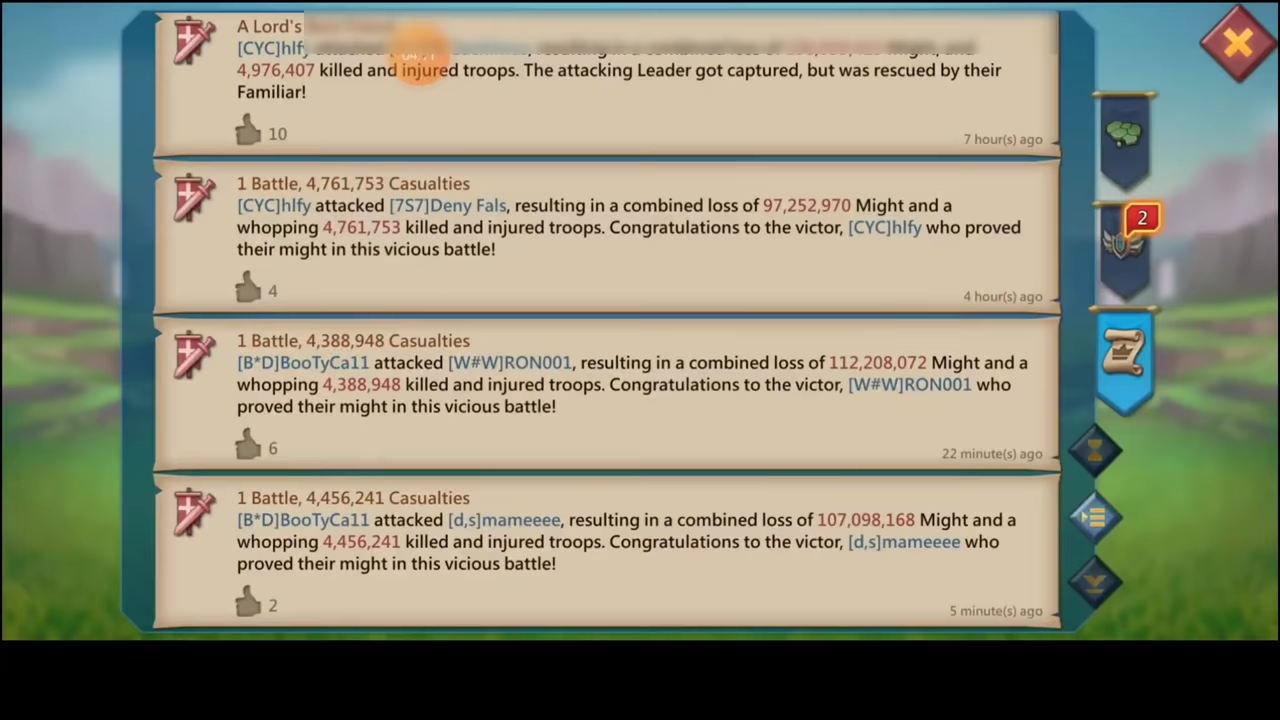 A Lord's
[CYC]hlfy attacked
4,976,407 killed and injured troops. The attacking Leader got captured, but was rescued by their
Familiar!
10
7 hour(s) ago
1 Battle, 4,761,753 Casualties
[CYC]hlfy attacked [7S7]Deny Fals, resulting in a combined loss of 97,252,970 Might and a
whopping 4,761,753 killed and injured troops. Congratulations to the victor, [CYC]hlfy who proved
their might in this vicious battle!
4
4 hour(s) ago
2
1 Battle, 4,388,948 Casualties
[B*D]BooTyCa11 attacked [W#W]RON001, resulting in a combined loss of 112,208,072 Might and a
whopping 4,388,948 killed and injured troops. Congratulations to the victor, [W#W]RON001 who
proved their might in this vicious battle!
6
22 minute(s) ago
1 Battle, 4,456,241 Casualties
[B*D]BooTyCa11 attacked [d,s]mameeee, resulting in a combined loss of 107,098,168 Might and a
whopping 4,456,241 killed and injured troops. Congratulations to the victor, [d,s]mameeee who
proved their might in this vicious battle!
2
5 minute(s) ago